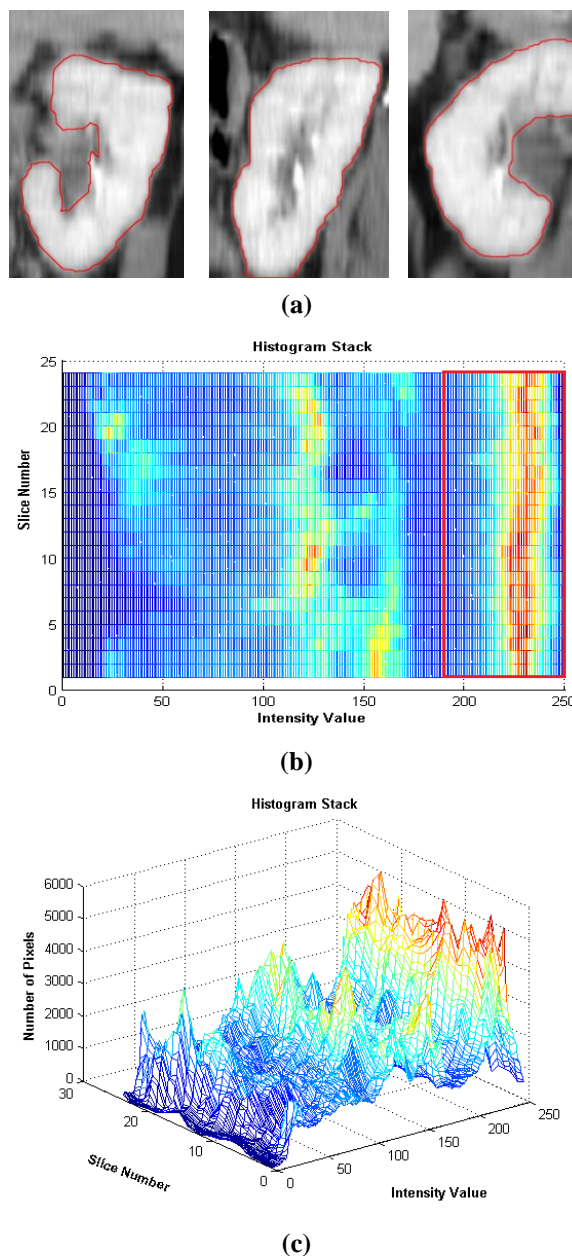 (a)
Histogram Stack
25
20
15
10
5
0
Slice Number
0 50 100 150 200 250
Intensity Value
(b)
Histogram Stack
6000
5000
4000
3000
2000
1000
0
Number of Pixels
30
20
10
0
Slice Number
0
50
100
150
200
250
Intensity Value
(c)